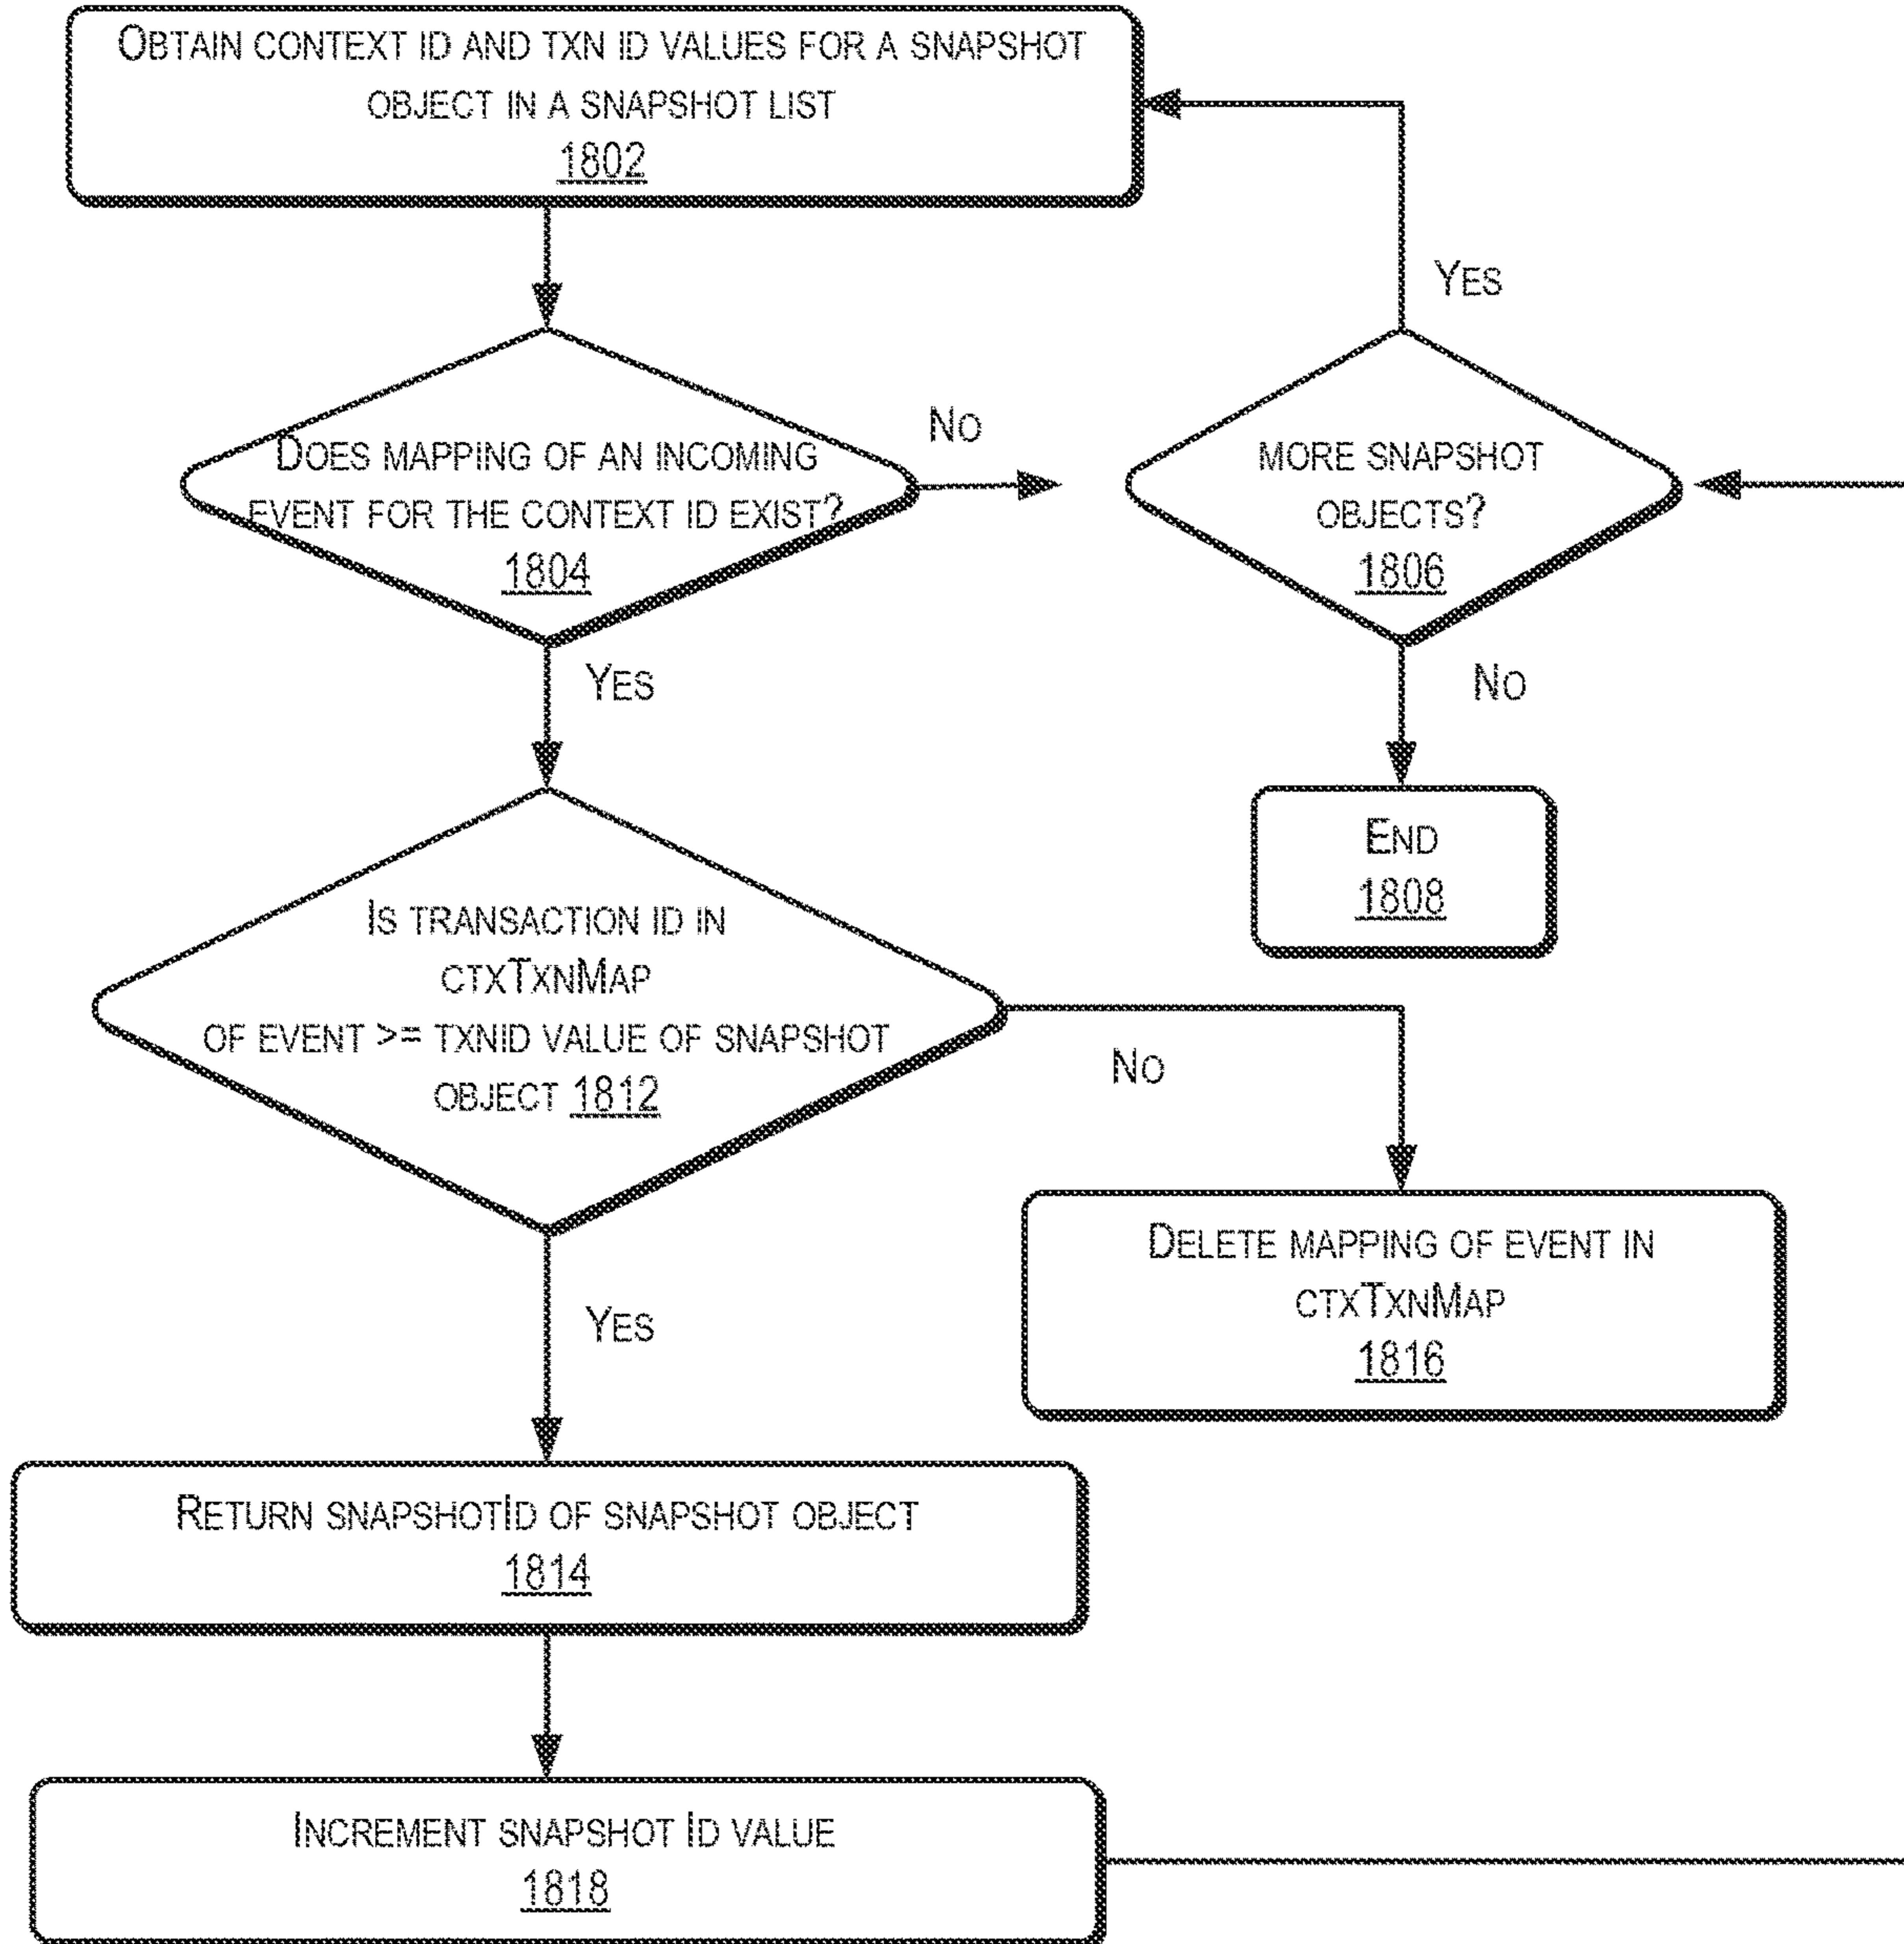 OBTAIN CONTEXT ID AND TXN ID VALUES FOR A SNAPSHOT
OBJECT IN A SNAPSHOT LIST
1802
YES
DOES MAPPING OF AN INCOMING
EVENT FOR THE CONTEXT ID EXIST?
1804
NO
MORE SNAPSHOT
OBJECTS?
1806
YES
NO
END
1808
IS TRANSACTION ID IN
CTXTXNMAP
OF EVENT >= TXNID VALUE OF SNAPSHOT
OBJECT 1812
NO
DELETE MAPPING OF EVENT IN
CTXTXNMAP
1816
YES
RETURN SNAPSHOTID OF SNAPSHOT OBJECT
1814
INCREMENT SNAPSHOT ID VALUE
1818